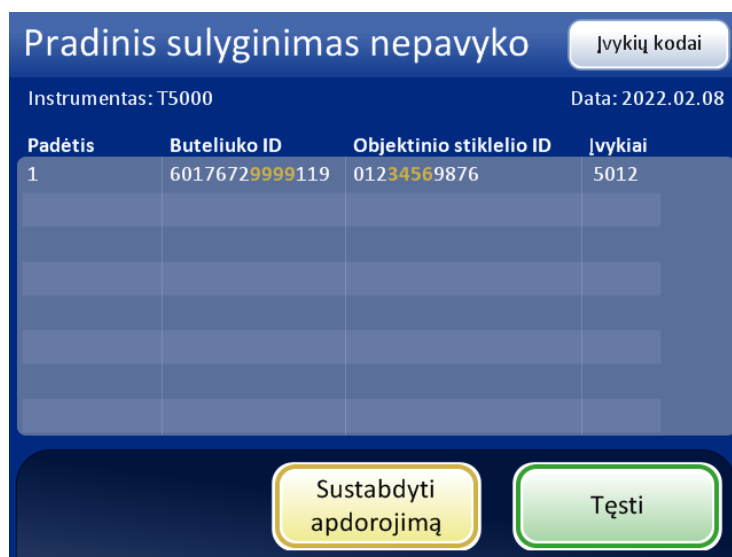 Pradinis sulyginimas nepavyko
Įvykių kodai
Instrumentas: T5000 Data: 2022.02.08
Padėtis Buteliuko ID Objektinio stiklelio ID Įvykiai
1 60176729999119 01234569876 5012
Sustabdyti
apdorojimą
Tęsti